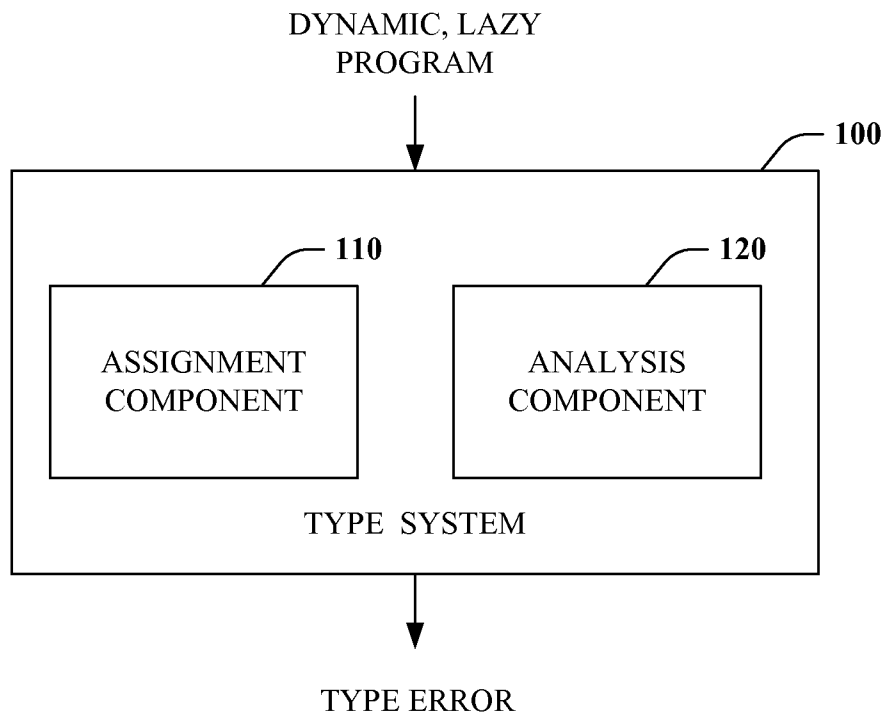 DYNAMIC, LAZY
PROGRAM
100
110
120
ASSIGNMENT
COMPONENT
ANALYSIS
COMPONENT
TYPE SYSTEM
TYPE ERROR